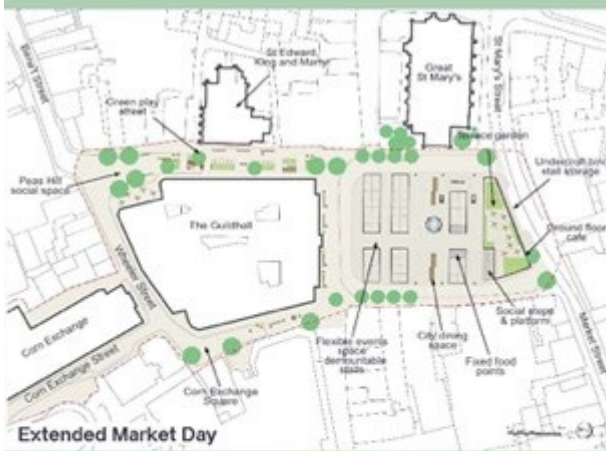 St Edward
King and Martyr
Great
St Mary's
St Mary's Street
Bene't Street
Green play
street
Terrace garden
Undercroft bin/
stall storage
Peas Hill
social space
The Guildhall
Ground floor
cafe
Wheeler Street
Corn Exchange
Corn Exchange Street
Corn Exchange
Square
Flexible events
space/
demountable
stalls
City dining
space
Fixed food
points
Social steps
& platform
Market Street
Extended Market Day